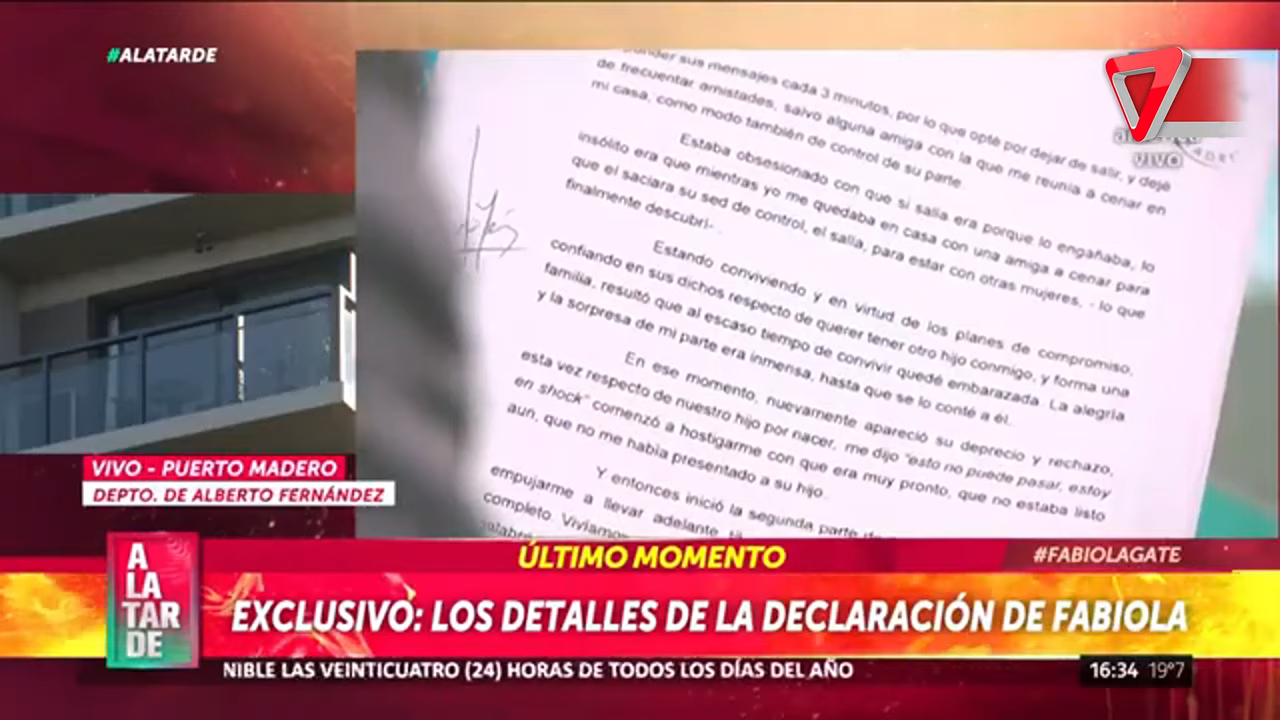 #ALATARDE
sus mensajes cada 3 minutos, por lo que opté por dejar de salir, y dejé
de frecuentar amistades, salvo alguna amiga con la que me reunía a cenar en
mi casa, como modo también de control de su parte.
Estaba obsesionado con que si salía era porque lo engañaba, lo
insólito era que mientras yo me quedaba en casa con una amiga a cenar para
que el saciara su sed de control, el salía, para estar con otras mujeres, - lo que
finalmente descubrí-.
Estando conviviendo y en virtud de los planes de compromiso,
confiando en sus dichos respecto de querer tener otro hijo conmigo, y forma una
familia, resultó que al escaso tiempo de convivir quedé embarazada. La alegría
y la sorpresa de mi parte era inmensa, hasta que se lo conté a él.
En ese momento, nuevamente apareció su deprecio y rechazo,
esta vez respecto de nuestro hijo por nacer, me dijo "esto no puede pasar, estoy
en shock" comenzó a hostigarme con que era muy pronto, que no estaba listo
aun, que no me había presentado a su hijo.
Y entonces inició la segunda parte de
empujarme a llevar adelante
completo. Vivíamos
VIVO
VIVO - PUERTO MADERO
DEPTO. DE ALBERTO FERNÁNDEZ
A
LA
TAR
DE
ÚLTIMO MOMENTO
#FABIOLAGATE
EXCLUSIVO: LOS DETALLES DE LA DECLARACIÓN DE FABIOLA
NIBLE LAS VEINTICUATRO (24) HORAS DE TODOS LOS DÍAS DEL AÑO
16:34 19°7